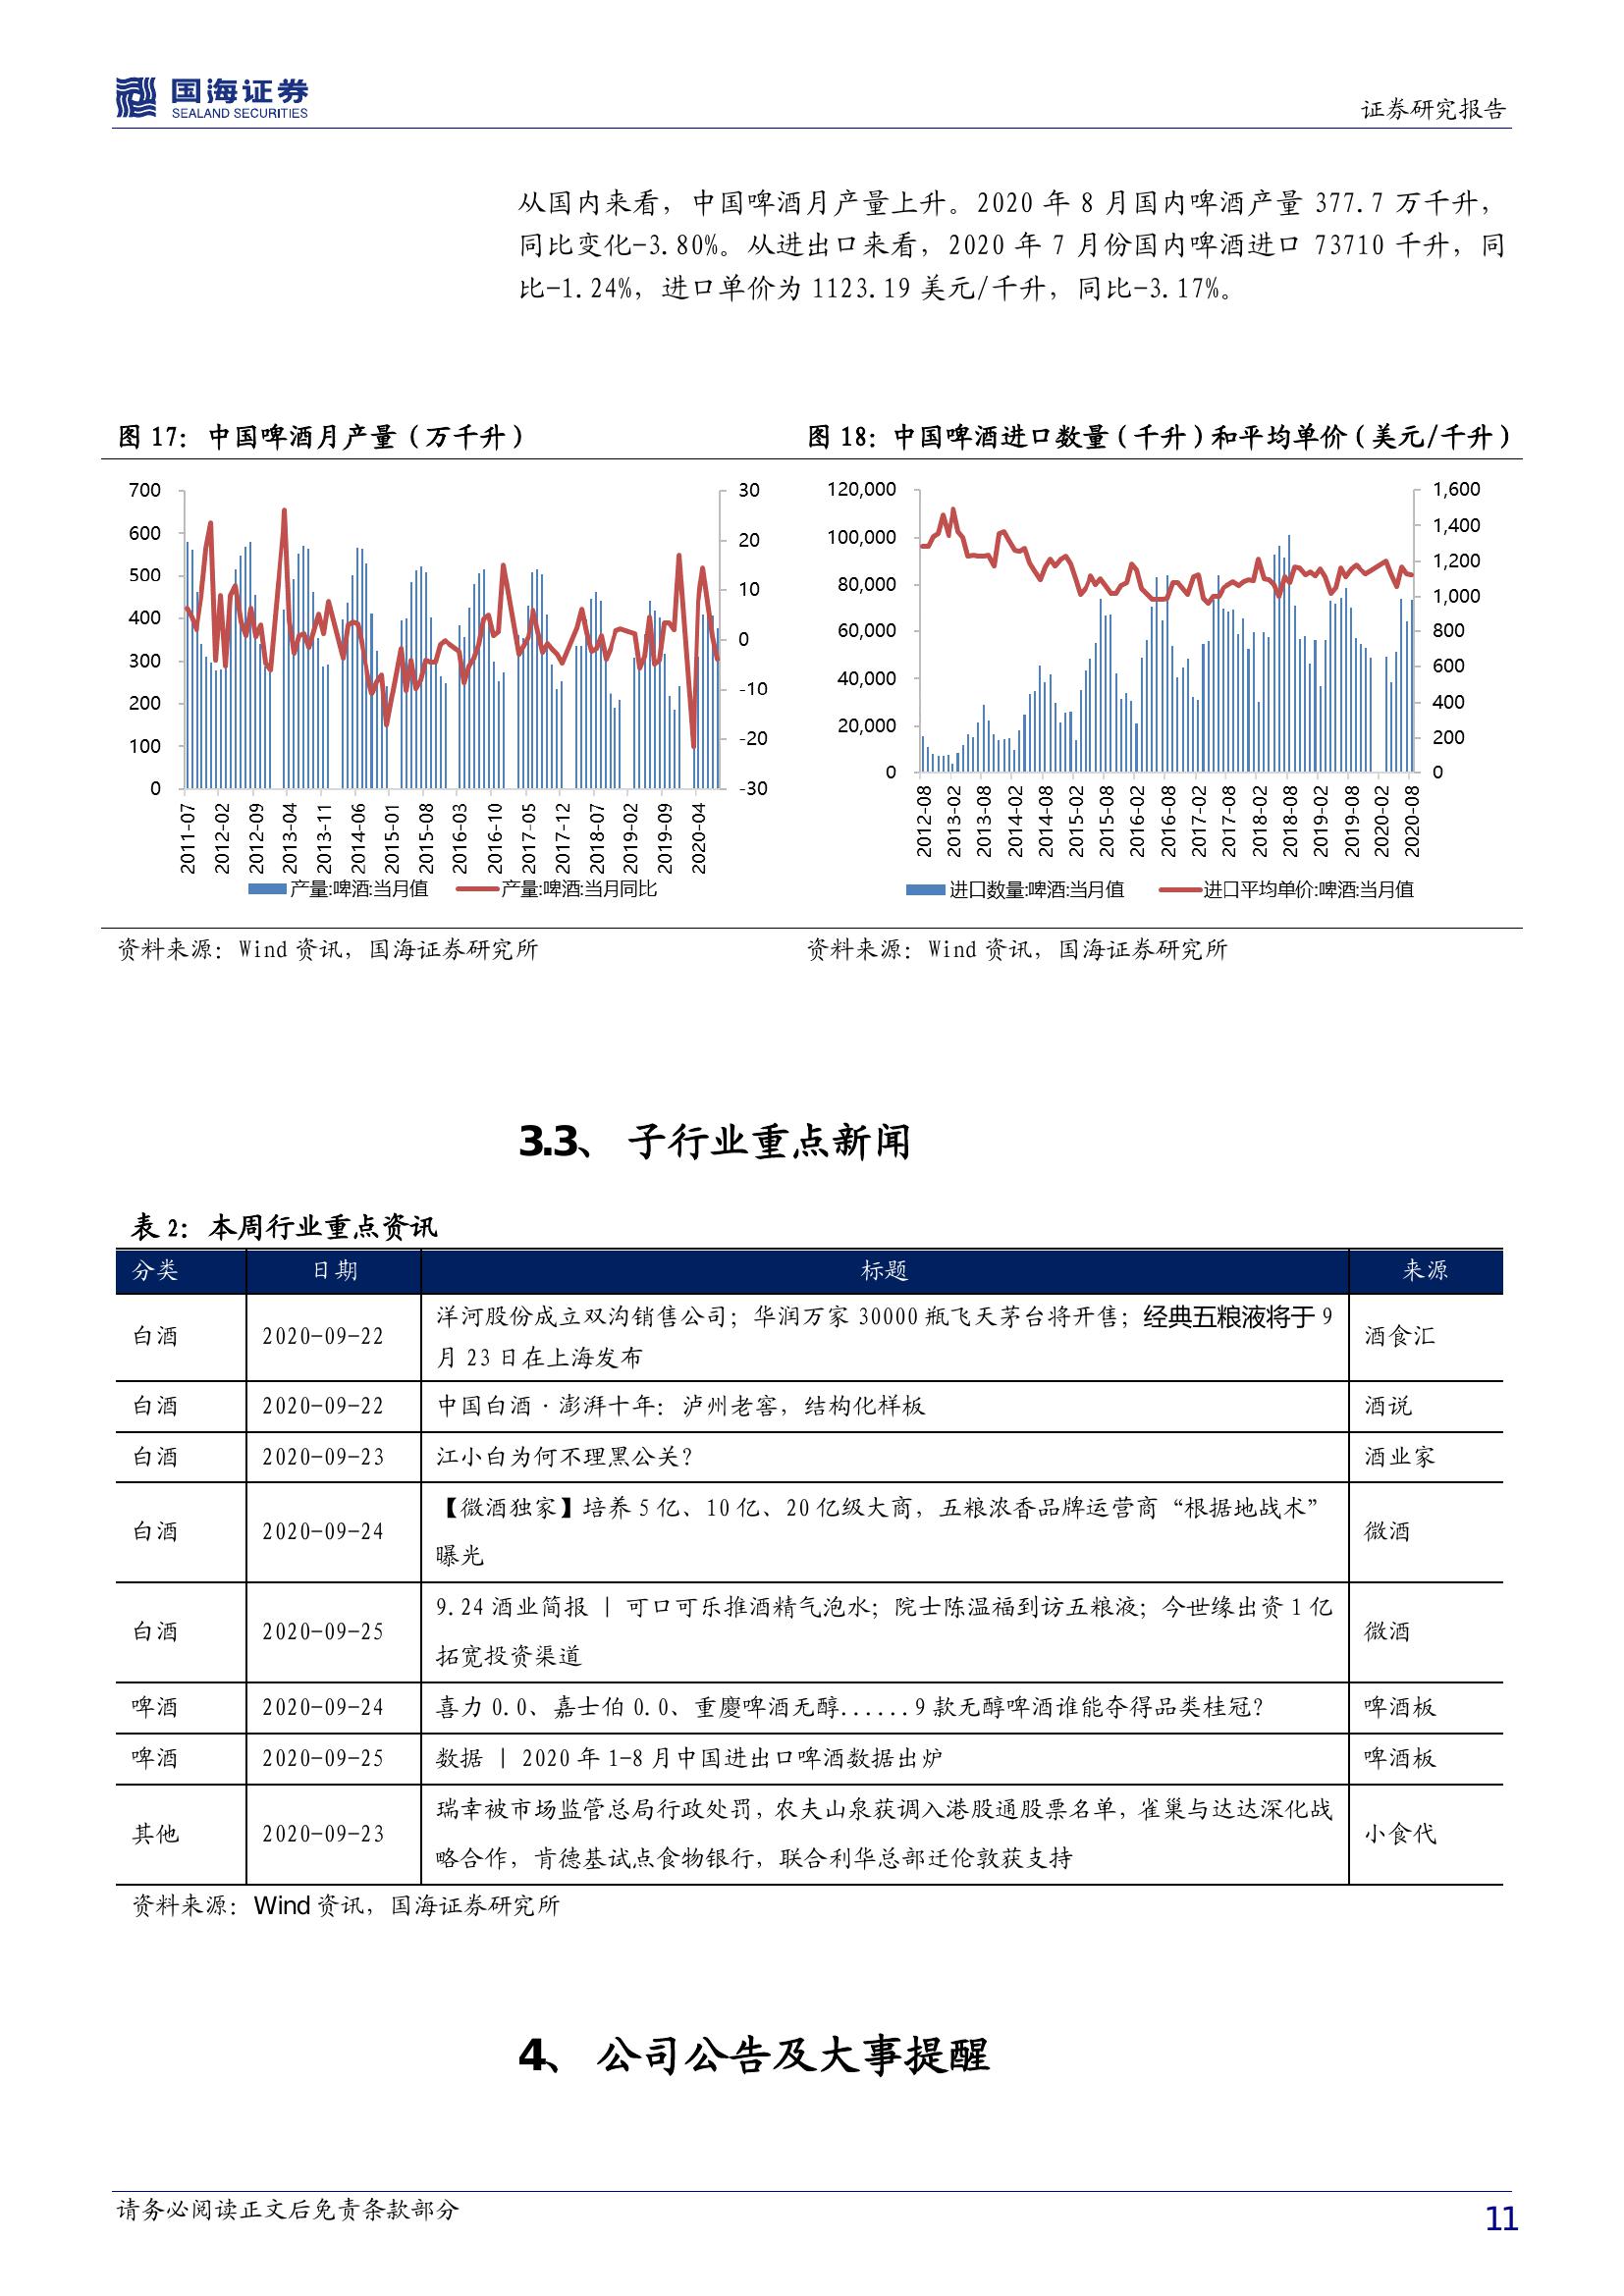 国海证券
SEALAND SECURITIES
证券研究报告
从国内来看，中国啤酒月产量上升。2020 年 8 月国内啤酒产量 377.7 万千升，
同比变化-3.80%。从进出口来看，2020 年 7 月份国内啤酒进口 73710 千升，同
比-1.24%，进口单价为 1123.19 美元/千升，同比-3.17%。
图 17：中国啤酒月产量（万千升）
700
600
500
400
300
200
100
0
30
20
10
0
-10
-20
-30
2011-07
2012-02
2012-09
2013-04
2013-11
2014-06
2015-01
2015-08
2016-03
2016-10
2017-05
2017-12
2018-07
2019-02
2019-09
2020-04
产量:啤酒:当月值
产量:啤酒:当月同比
资料来源：Wind 资讯，国海证券研究所
图 18：中国啤酒进口数量（千升）和平均单价（美元/千升）
120,000
100,000
80,000
60,000
40,000
20,000
0
1,600
1,400
1,200
1,000
800
600
400
200
0
2012-08
2013-02
2013-08
2014-02
2014-08
2015-02
2015-08
2016-02
2016-08
2017-02
2017-08
2018-02
2018-08
2019-02
2019-08
2020-02
2020-08
进口数量:啤酒:当月值
进口平均单价:啤酒:当月值
资料来源：Wind 资讯，国海证券研究所
3.3、 子行业重点新闻
表 2：本周行业重点资讯
分类 日期 标题 来源
白酒 2020-09-22 洋河股份成立双沟销售公司；华润万家 30000 瓶飞天茅台将开售；经典五粮液将于 9
月 23 日在上海发布 酒食汇
白酒 2020-09-22 中国白酒·澎湃十年：泸州老窖，结构化样板 酒说
白酒 2020-09-23 江小白为何不理黑公关？ 酒业家
白酒 2020-09-24 【微酒独家】培养 5 亿、10 亿、20 亿级大商，五粮浓香品牌运营商“根据地战术”
曝光 微酒
白酒 2020-09-25 9.24 酒业简报 丨 可口可乐推酒精气泡水；院士陈温福到访五粮液；今世缘出资 1 亿
拓宽投资渠道 微酒
啤酒 2020-09-24 喜力 0.0、嘉士伯 0.0、重慶啤酒无醇......9 款无醇啤酒谁能夺得品类桂冠？ 啤酒板
啤酒 2020-09-25 数据 丨 2020 年 1-8 月中国进出口啤酒数据出炉 啤酒板
其他 2020-09-23 瑞幸被市场监管总局行政处罚，农夫山泉获调入港股通股票名单，雀巢与达达深化战
略合作，肯德基试点食物银行，联合利华总部迁伦敦获支持 小食代
资料来源：Wind 资讯，国海证券研究所
4、 公司公告及大事提醒
请务必阅读正文后免责条款部分
11